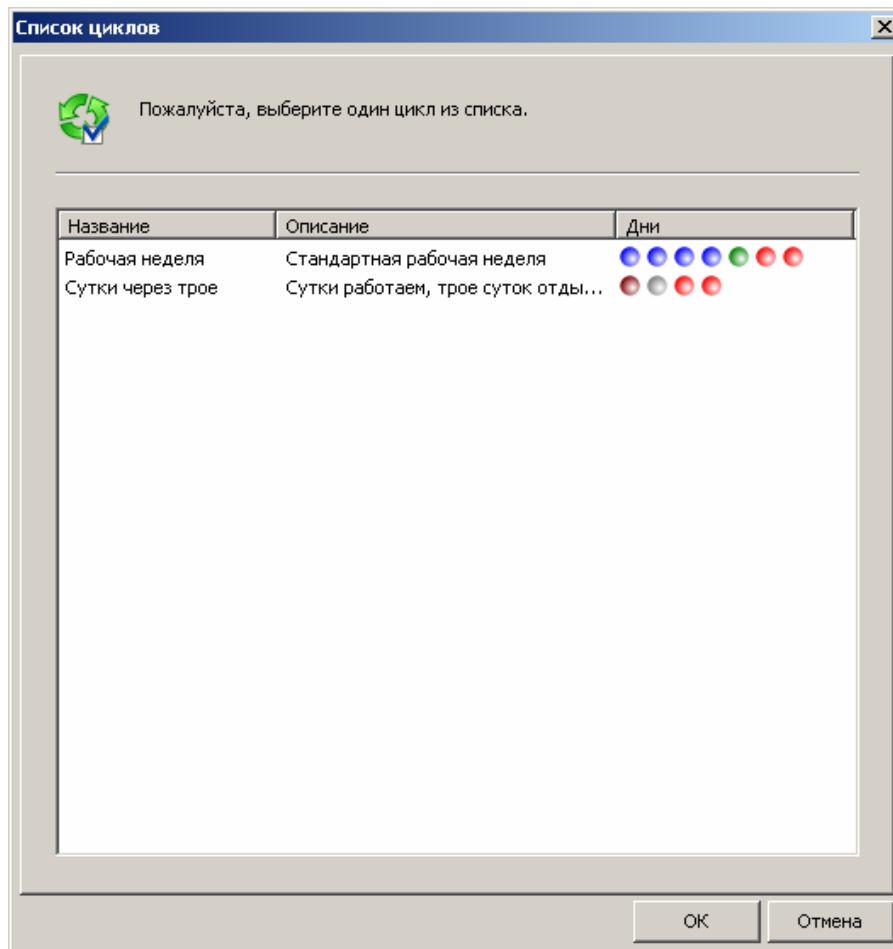 Список циклов
Пожалуйста, выберите один цикл из списка.
Название Описание Дни
Рабочая неделя Стандартная рабочая неделя
Сутки через трое Сутки работаем, трое суток отды...
ОК Отмена